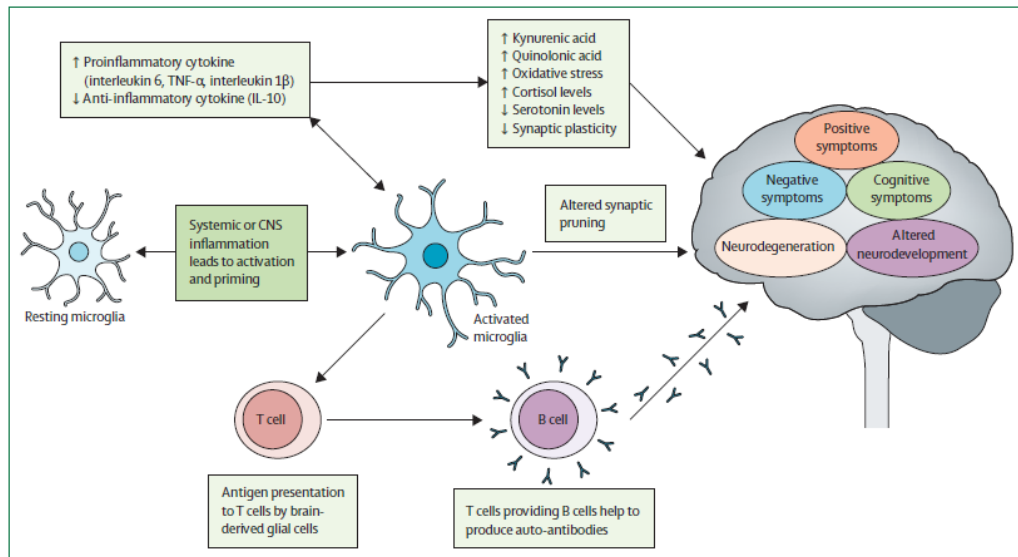 ↑ Proinflammatory cytokine
(interleukin 6, TNF-α, interleukin 1β)
↓ Anti-inflammatory cytokine (IL-10)
↑ Kynurenic acid
↑ Quinolonic acid
↑ Oxidative stress
↑ Cortisol levels
↓ Serotonin levels
↓ Synaptic plasticity
Positive
symptoms
Negative
symptoms
Cognitive
symptoms
Neurodegeneration
Altered
neurodevelopment
Systemic or CNS
inflammation
leads to activation
and priming
Altered synaptic
pruning
Resting microglia
Activated
microglia
T cell
B cell
Antigen presentation
to T cells by brain-
derived glial cells
T cells providing B cells help to
produce auto-antibodies